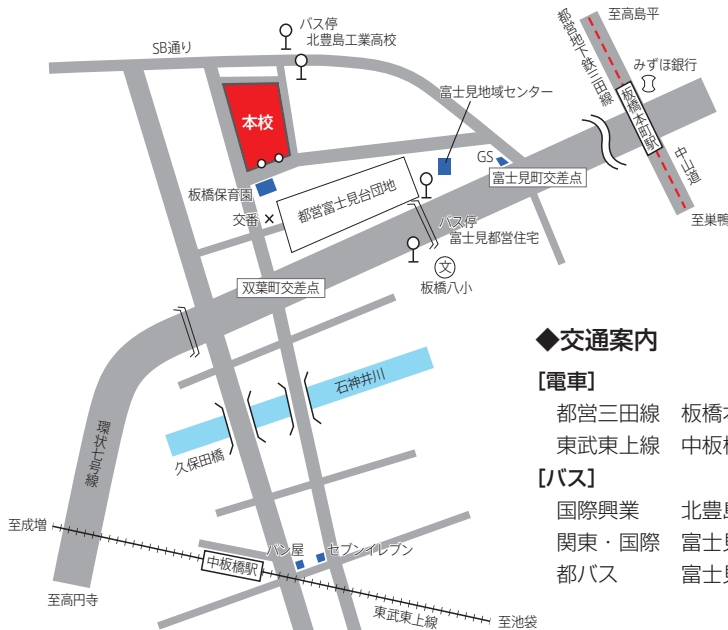 バス停
北豊島工業高校
SB通り
至高島平
都営地下鉄三田線
みずほ銀行
板橋本町駅
中山道
至巣鴨
富士見地域センター
本校
GS
富士見町交差点
板橋保育園
都営富士見台団地
交番
バス停
富士見都営住宅
文
板橋八小
双葉町交差点
石神井川
久保田橋
環状七号線
至成増
パン屋
セブンイレブン
中板橋駅
至高円寺
東武東上線
至池袋
◆交通案内
[電車]
都営三田線 板橋本
東武東上線 中板橋
[バス]
国際興業 北豊島
関東・国際 富士見
都バス 富士見